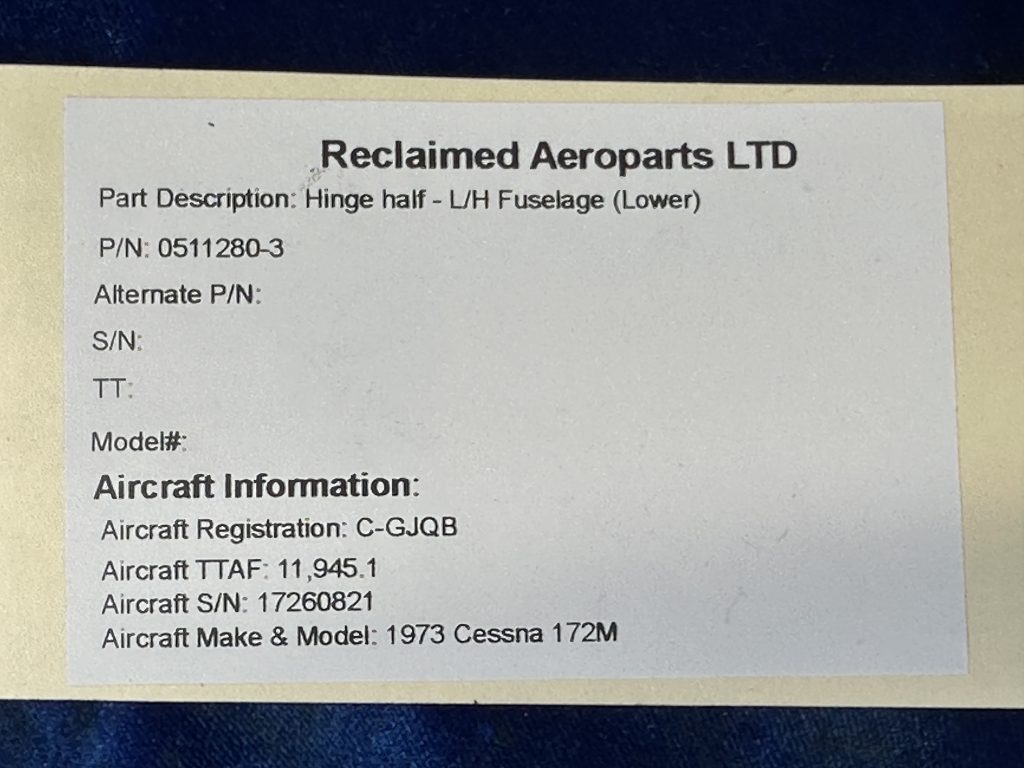 Reclaimed Aeroparts LTD
Part Description: Hinge half - L/H Fuselage (Lower)
P/N: 0511280-3
Alternate P/N:
S/N:
TT:
Model#:
Aircraft Information:
Aircraft Registration: C-GJQB
Aircraft TTAF: 11,945.1
Aircraft S/N: 17260821
Aircraft Make & Model: 1973 Cessna 172M